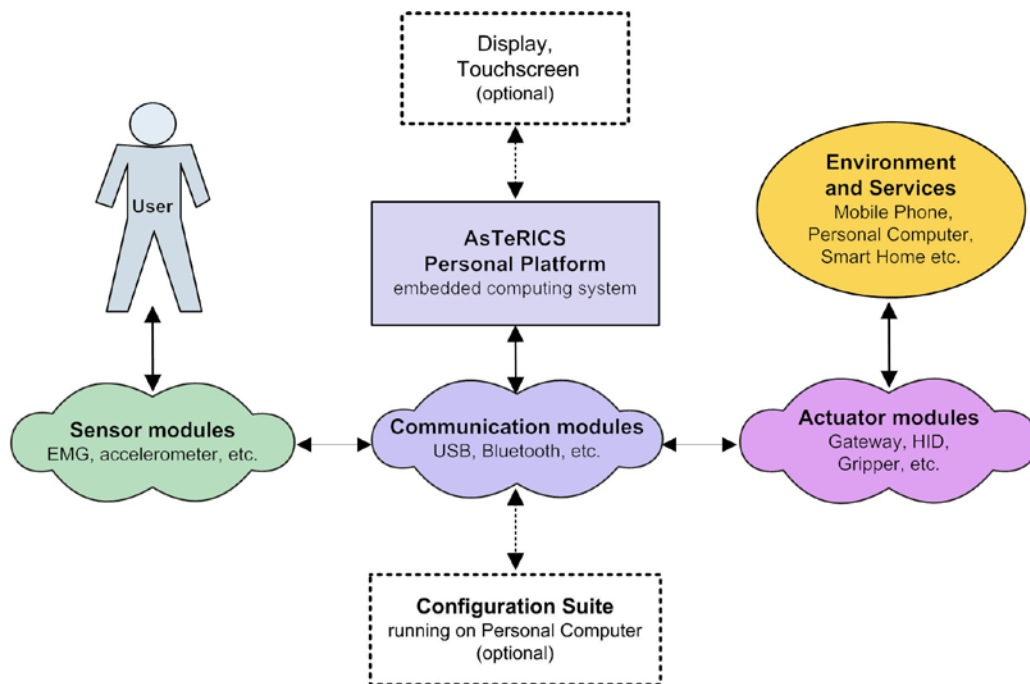 Display,
Touchscreen
(optional)
User
AsTeRICS
Personal Platform
embedded computing system
Environment
and Services
Mobile Phone,
Personal Computer,
Smart Home etc.
Sensor modules
EMG, accelerometer, etc.
Communication modules
USB, Bluetooth, etc.
Actuator modules
Gateway, HID,
Gripper, etc.
Configuration Suite
running on Personal Computer
(optional)